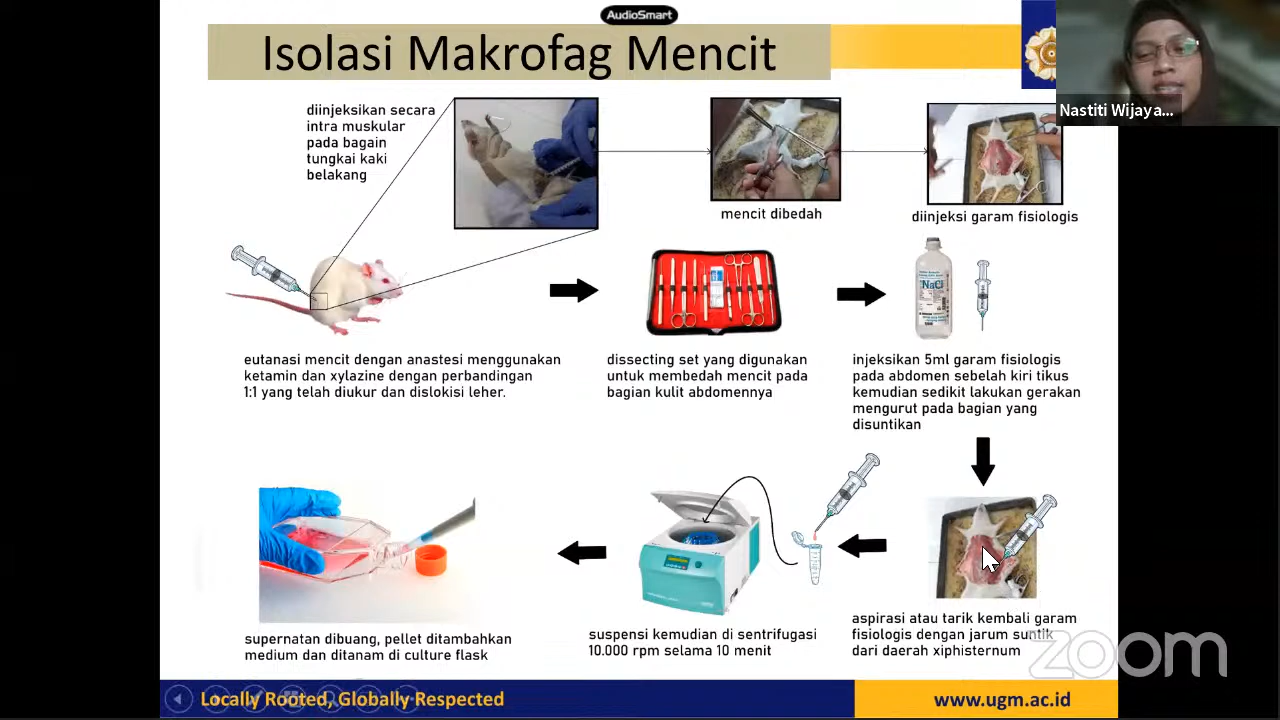 AudioSmart
Isolasi Makrofag Mencit
Nastiti Wijaya...
diinjeksikan secara
intra muskular
pada bagain
tungkai kaki
belakang
mencit dibedah
diinjeksi garam fisiologis
NaCl
eutanasi mencit dengan anastesi menggunakan
ketamin dan xylazine dengan perbandingan
1:1 yang telah diukur dan dislokisi leher.
dissecting set yang digunakan
untuk membedah mencit pada
bagian kulit abdomennya
injeksikan 5ml garam fisiologis
pada abdomen sebelah kiri tikus
kemudian sedikit lakukan gerakan
mengurut pada bagian yang
disuntikan
supernatan dibuang, pellet ditambahkan
medium dan ditanam di culture flask
suspensi kemudian di sentrifugasi
10.000 rpm selama 10 menit
aspirasi atau tarik kembali garam
fisiologis dengan jarum suntik
dari daerah xiphisternum
zoom
Locally Rooted, Globally Respected
www.ugm.ac.id